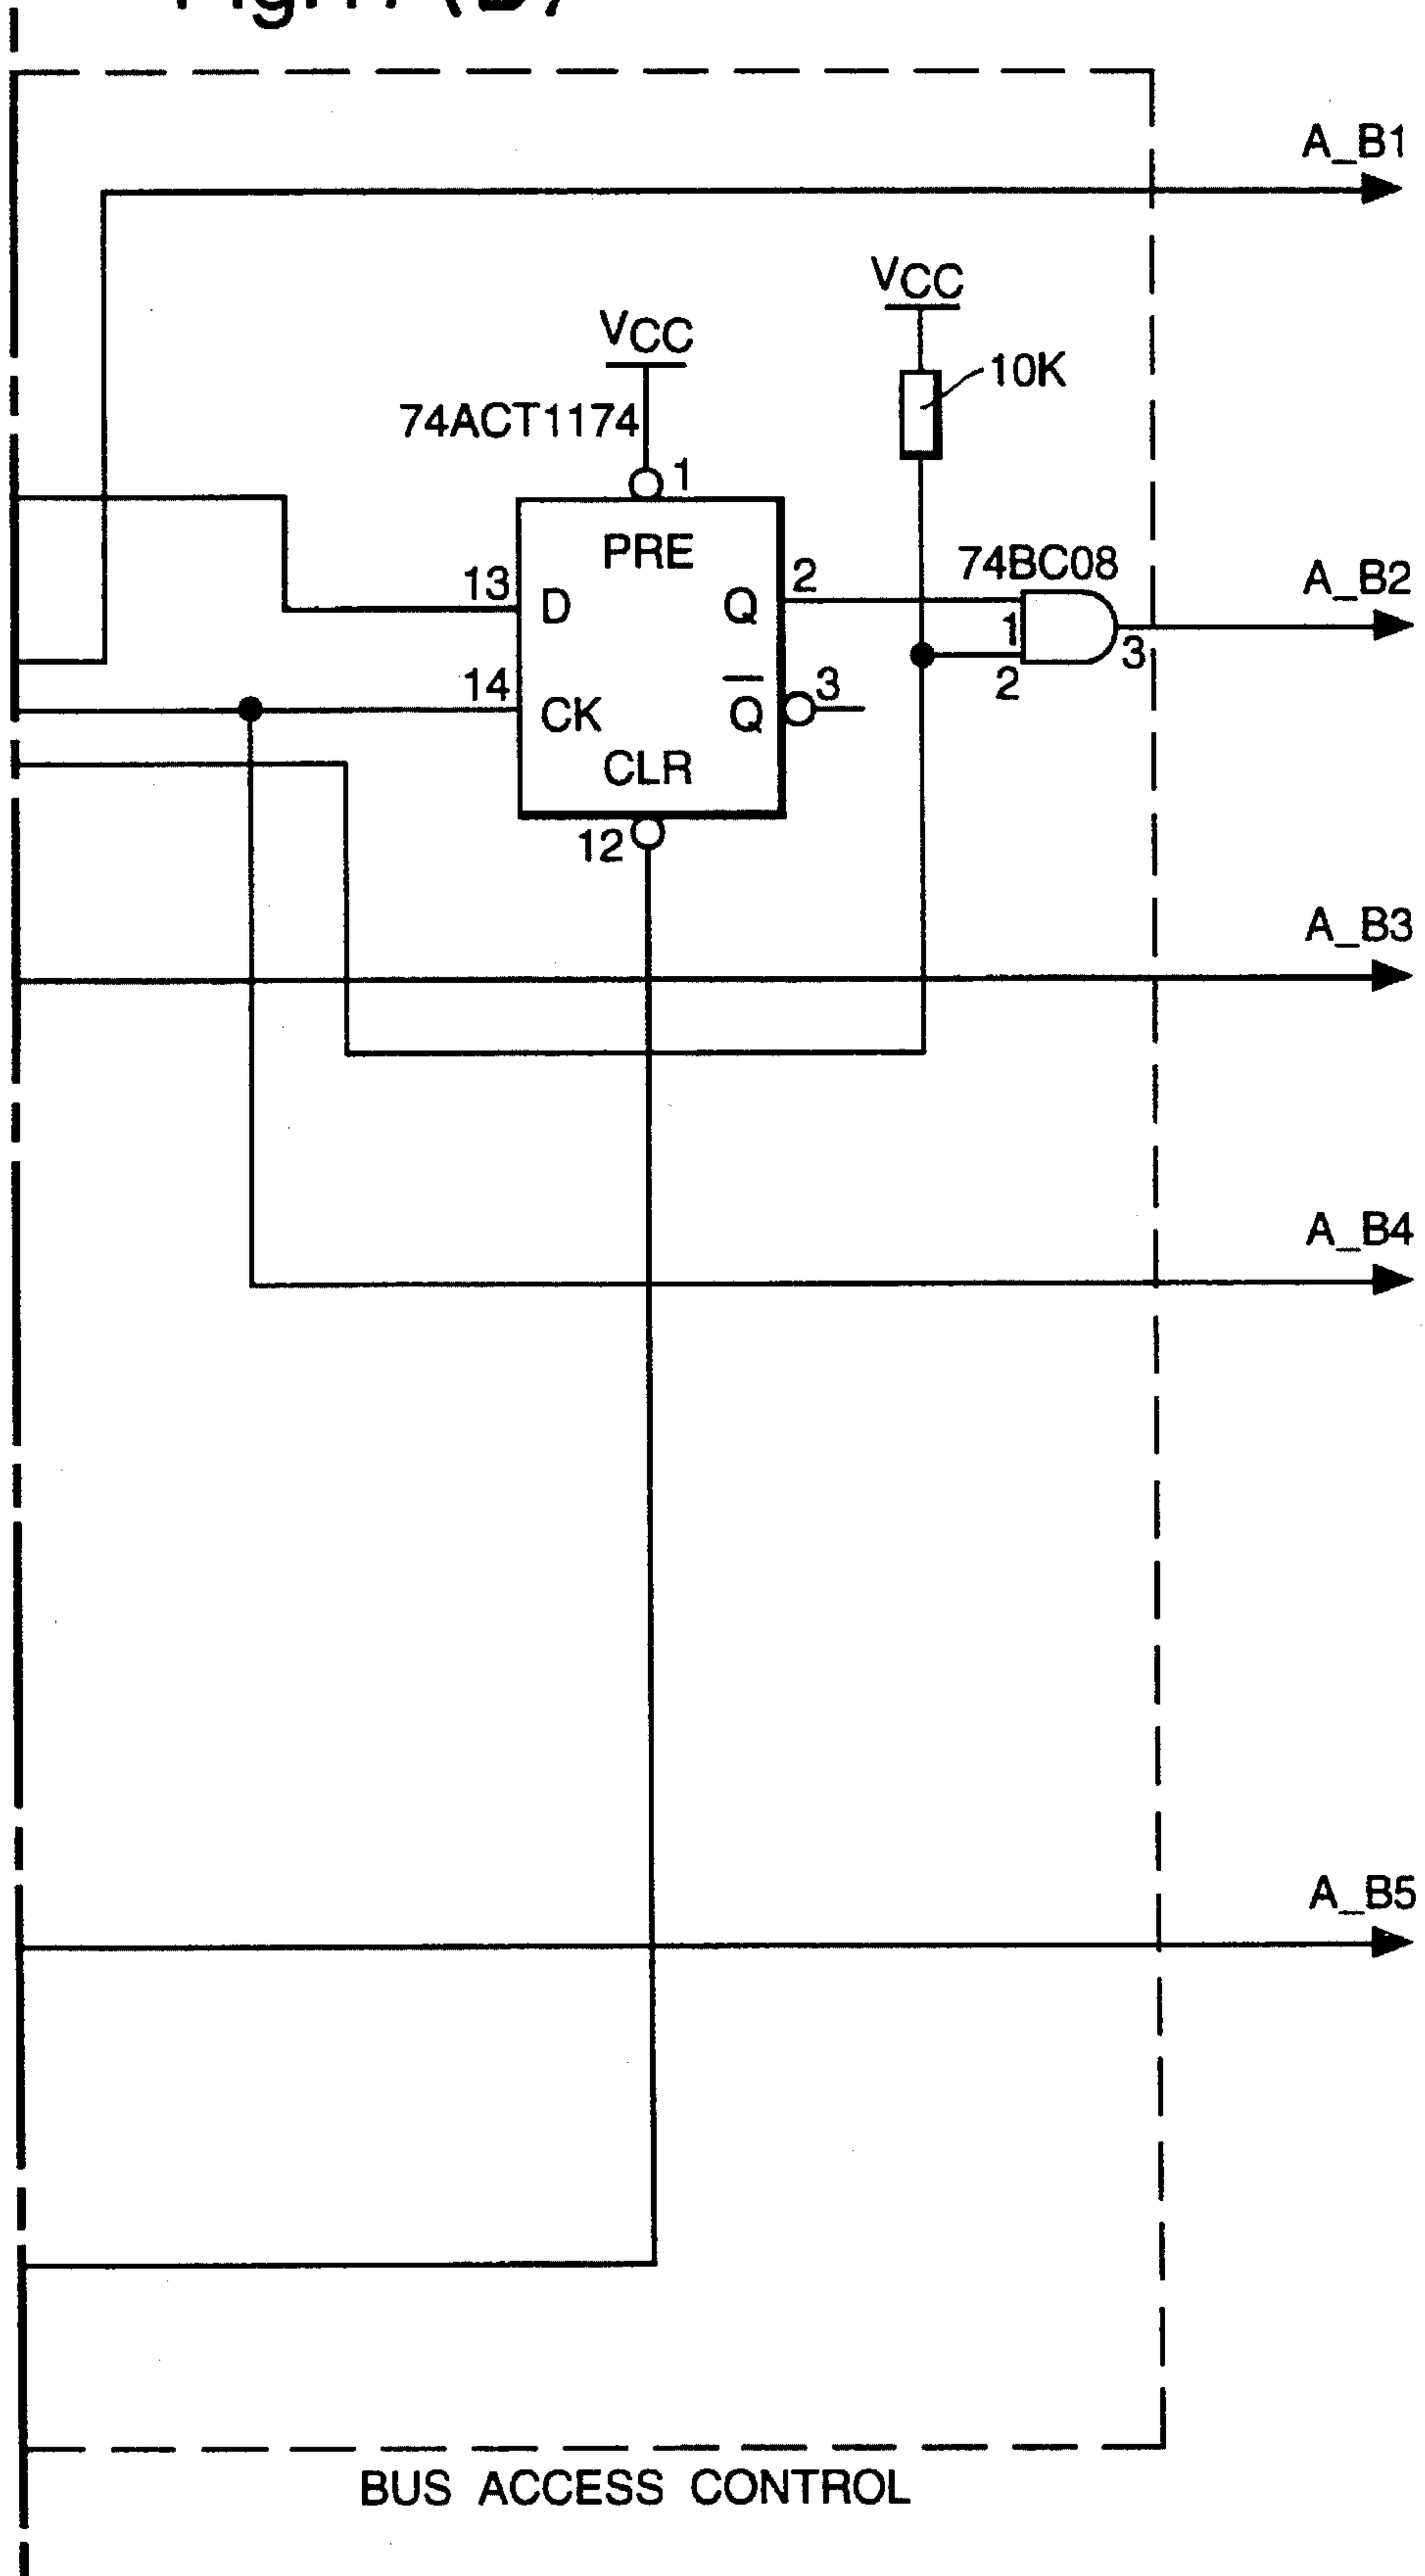 A_B1
VCC
VCC
10K
74ACT1174
1
PRE
74BC08
13
D
Q
2
1
A_B2
3
2
14
CK
Q
3
CLR
12
A_B3
A_B4
A_B5
BUS ACCESS CONTROL